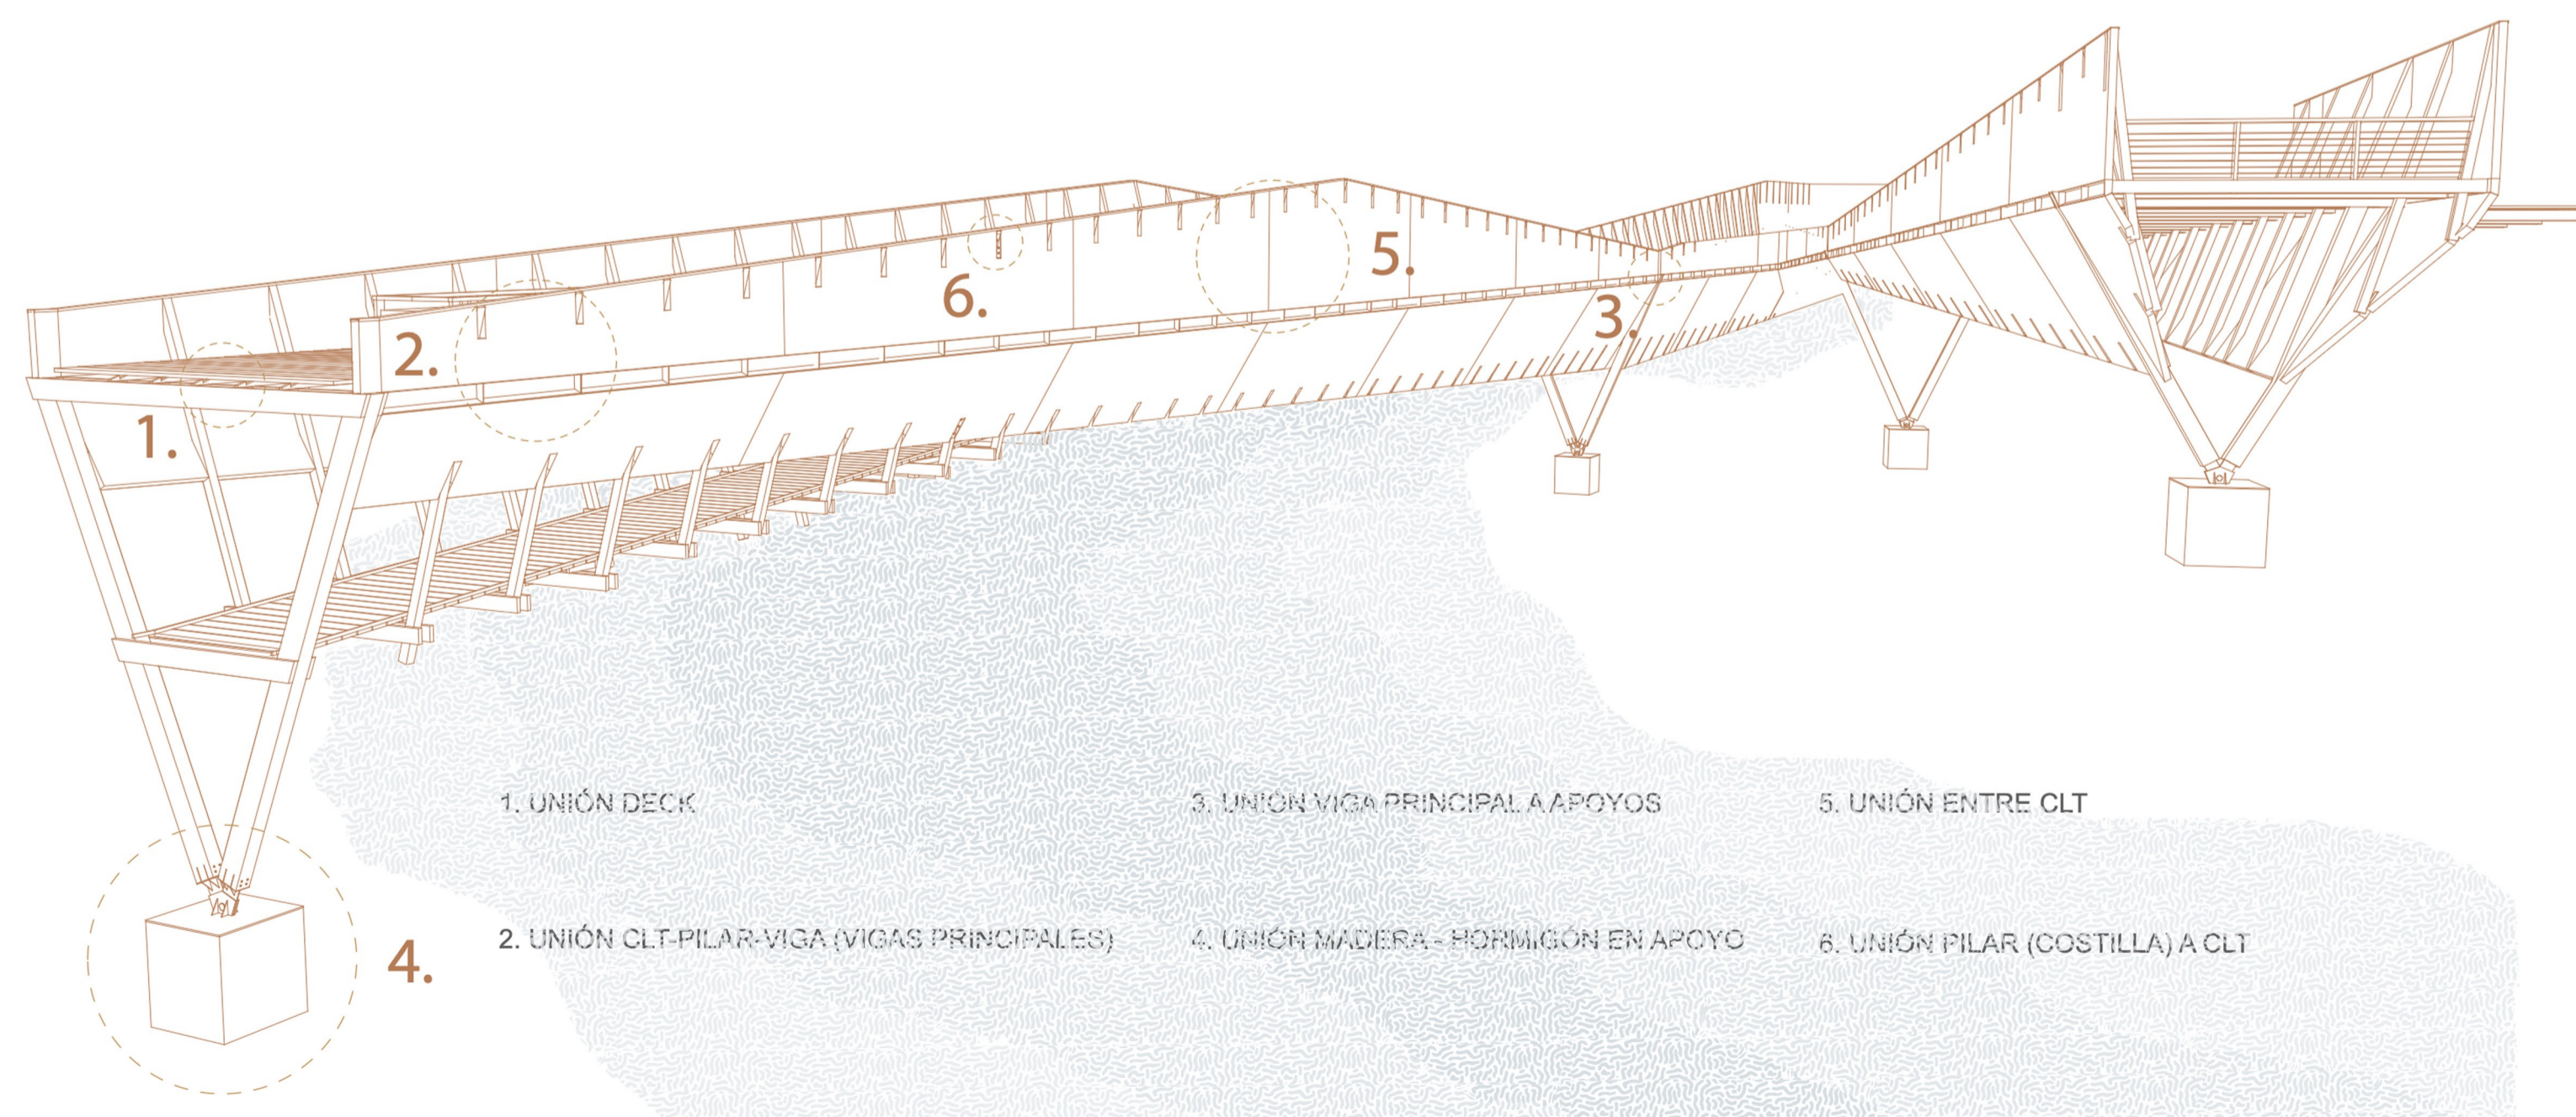 1.
2.
3.
4.
5.
6.
1. UNIÓN DECK
2. UNIÓN CLT-PILAR-VIGA (VIGAS PRINCIPALES)
3. UNIÓN VIGA PRINCIPAL A APOYOS
4. UNIÓN MADERA - HORMIGÓN EN APOYO
5. UNIÓN ENTRE CLT
6. UNIÓN PILAR (COSTILLA) A CLT